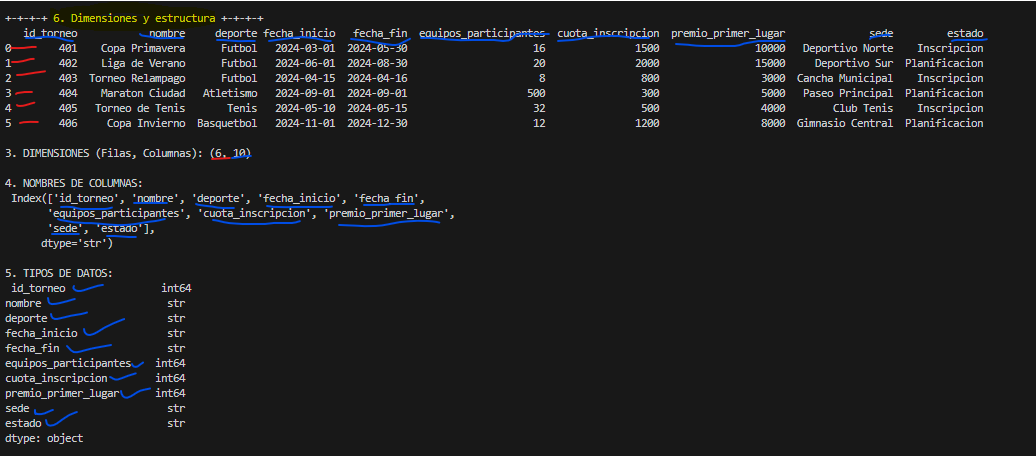 +-+-+-+ 6. Dimensiones y estructura +-+-+-+
id_torneo nombre deporte fecha_inicio fecha_fin equipos_participantes cuota_inscripcion premio_primer_lugar sede estado
0 401 Copa Primavera Futbol 2024-03-01 2024-05-30 16 1500 10000 Deportivo Norte Inscripcion
1 402 Liga de Verano Futbol 2024-06-01 2024-08-30 20 2000 15000 Deportivo Sur Planificacion
2 403 Torneo Relampago Futbol 2024-04-15 2024-04-16 8 800 3000 Cancha Municipal Inscripcion
3 404 Maraton Ciudad Atletismo 2024-09-01 2024-09-01 500 300 5000 Paseo Principal Planificacion
4 405 Torneo de Tenis Tenis 2024-05-10 2024-05-15 32 500 4000 Club Tenis Inscripcion
5 406 Copa Invierno Basquetbol 2024-11-01 2024-12-30 12 1200 8000 Gimnasio Central Planificacion
3. DIMENSIONES (Filas, Columnas): (6, 10)
4. NOMBRES DE COLUMNAS:
Index(['id_torneo', 'nombre', 'deporte', 'fecha_inicio', 'fecha_fin',
'equipos_participantes', 'cuota_inscripcion', 'premio_primer_lugar',
'sede', 'estado'],
dtype='str')
5. TIPOS DE DATOS:
id_torneo int64
nombre str
deporte str
fecha_inicio str
fecha_fin str
equipos_participantes int64
cuota_inscripcion int64
premio_primer_lugar int64
sede str
estado str
dtype: object